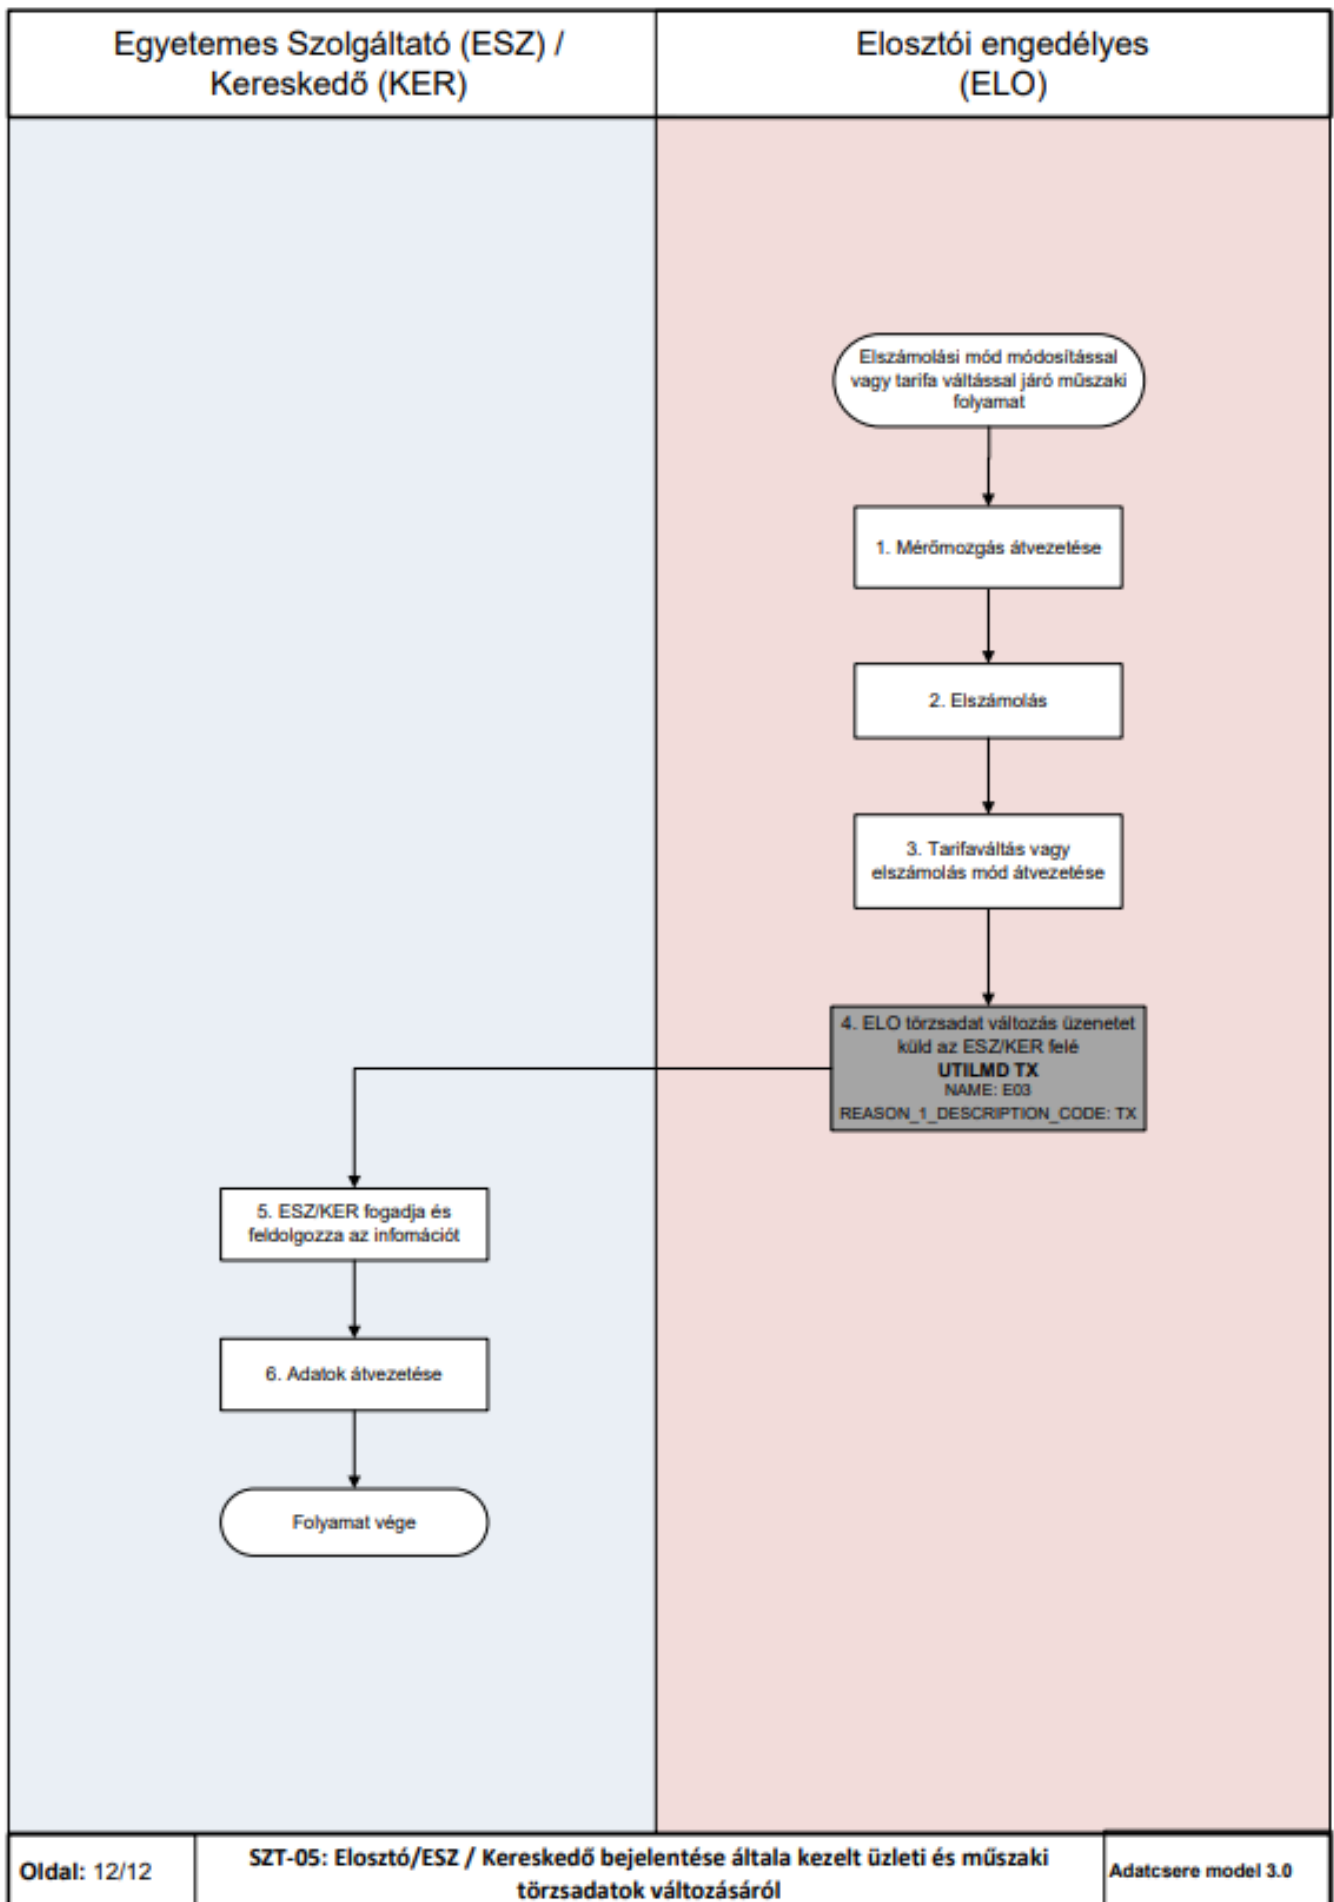 Egyetemes Szolgáltató (ESZ) /
Kereskedő (KER)
Elosztói engedélyes
(ELO)
Elszámolási mód módosítással
vagy tarifa váltással járó műszaki
folyamat
1. Mérőmozgás átvezetése
2. Elszámolás
3. Tarifaváltás vagy
elszámolás mód átvezetése
4. ELO törzsadat változás üzenetet
küld az ESZ/KER felé
UTILMD TX
NAME: E03
REASON_1_DESCRIPTION_CODE: TX
5. ESZ/KER fogadja és
feldolgozza az infomációt
6. Adatok átvezetése
Folyamat vége
Oldal: 12/12
SZT-05: Elosztó/ESZ / Kereskedő bejelentése általa kezelt üzleti és műszaki
törzsadatok változásáról
Adatcsere model 3.0